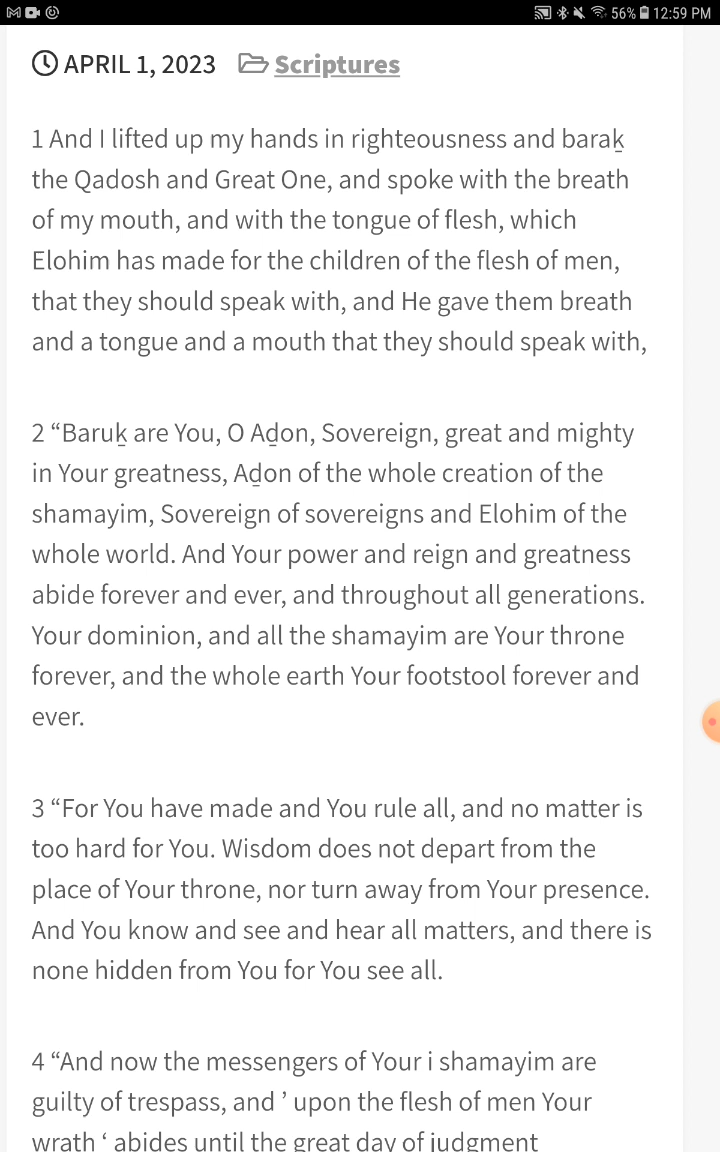 56% 12:59 PM
APRIL 1, 2023 Scriptures
1 And I lifted up my hands in righteousness and baraḵ
the Qadosh and Great One, and spoke with the breath
of my mouth, and with the tongue of flesh, which
Elohim has made for the children of the flesh of men,
that they should speak with, and He gave them breath
and a tongue and a mouth that they should speak with,
2 “Baruḵ are You, O Aḏon, Sovereign, great and mighty
in Your greatness, Aḏon of the whole creation of the
shamayim, Sovereign of sovereigns and Elohim of the
whole world. And Your power and reign and greatness
abide forever and ever, and throughout all generations.
Your dominion, and all the shamayim are Your throne
forever, and the whole earth Your footstool forever and
ever.
3 “For You have made and You rule all, and no matter is
too hard for You. Wisdom does not depart from the
place of Your throne, nor turn away from Your presence.
And You know and see and hear all matters, and there is
none hidden from You for You see all.
4 “And now the messengers of Your i shamayim are
guilty of trespass, and ’ upon the flesh of men Your
wrath ‘ abides until the great day of judgment